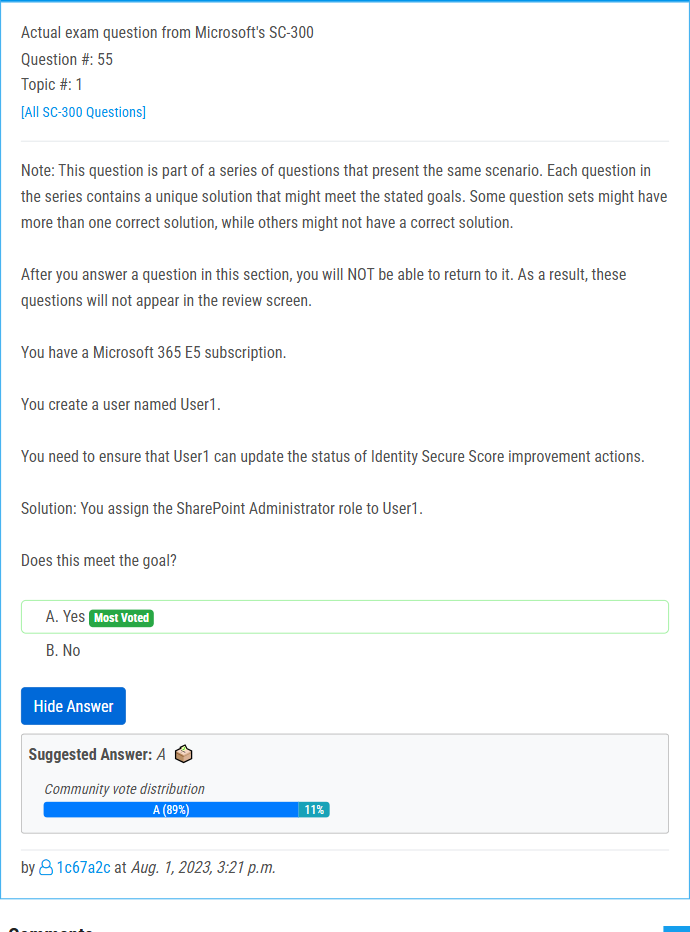 Actual exam question from Microsoft's SC-300
Question #: 55
Topic #: 1
[All SC-300 Questions]
Note: This question is part of a series of questions that present the same scenario. Each question in
the series contains a unique solution that might meet the stated goals. Some question sets might have
more than one correct solution, while others might not have a correct solution.
After you answer a question in this section, you will NOT be able to return to it. As a result, these
questions will not appear in the review screen.
You have a Microsoft 365 E5 subscription.
You create a user named User1.
You need to ensure that User1 can update the status of Identity Secure Score improvement actions.
Solution: You assign the SharePoint Administrator role to User1.
Does this meet the goal?
A. Yes Most Voted
B. No
Hide Answer
Suggested Answer: A
Community vote distribution
A (89%) 11%
by 1c67a2c at Aug. 1, 2023, 3:21 p.m.